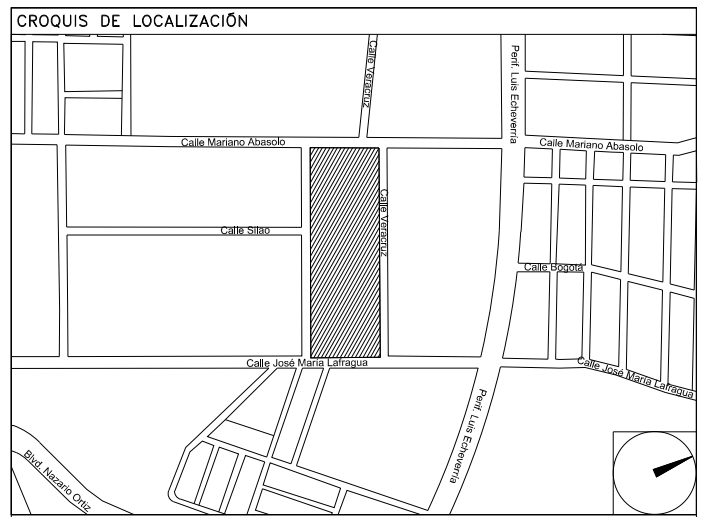 CROQUIS DE LOCALIZACIÓN
Calle Veracruz
Perif. Luis Echeverría
Calle Mariano Abasolo
Calle Mariano Abasolo
Calle Veracruz
Calle Silao
Calle Bogotá
Calle José María Lafragua
Calle José María Lafragua
Perif. Luis Echeverría
Blvd. Nazario Ortiz